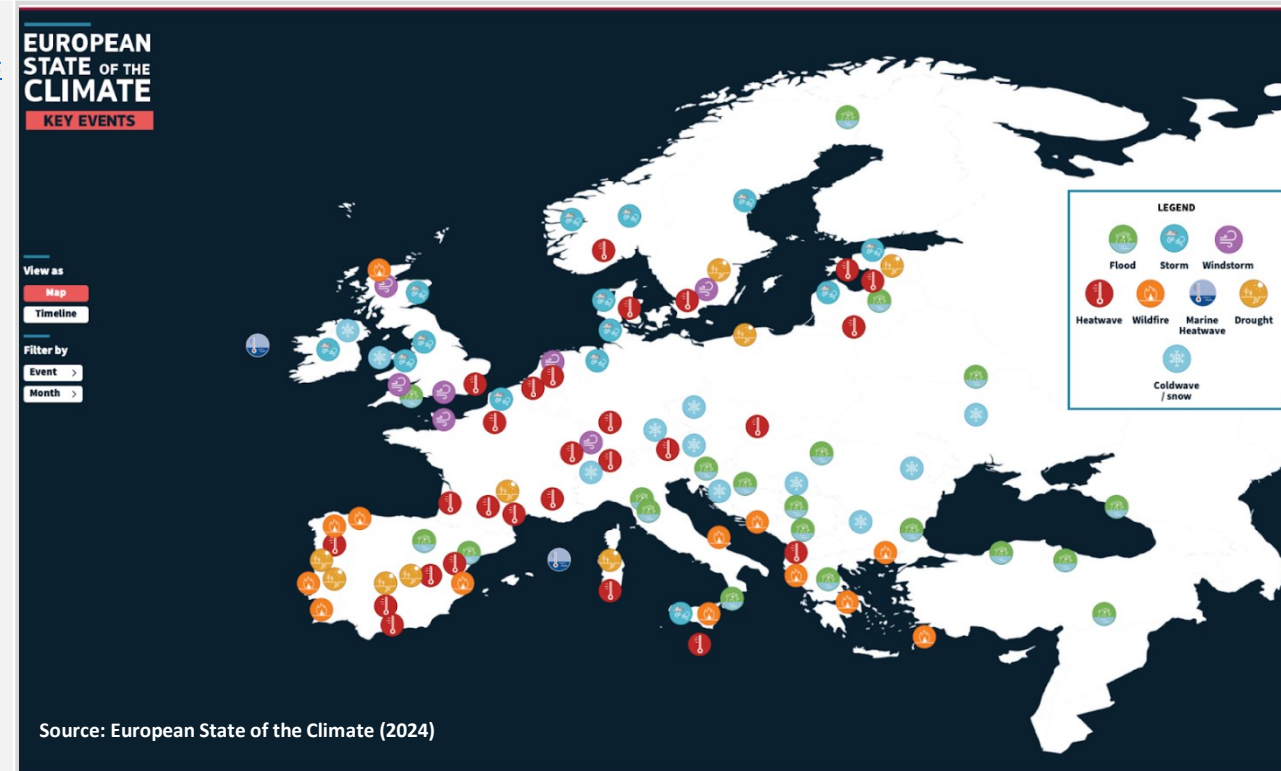 EUROPEAN
STATE OF THE
CLIMATE
KEY EVENTS
View as
Map
Timeline
Filter by
Event >
Month >
LEGEND
Flood Storm Windstorm
Heatwave Wildfire Marine Heatwave Drought
Coldwave
/ snow
Source: European State of the Climate (2024)